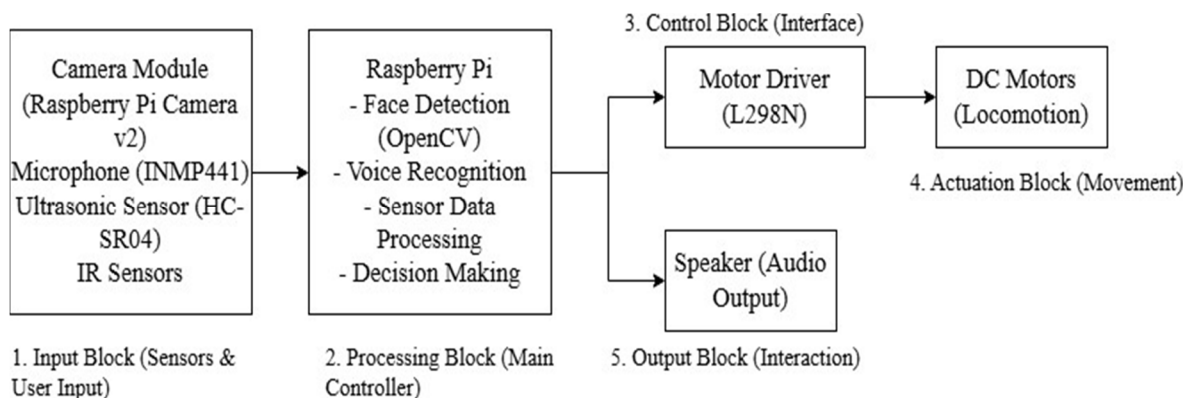 Camera Module
(Raspberry Pi Camera
v2)
Microphone (INMP441)
Ultrasonic Sensor (HC-
SR04)
IR Sensors
1. Input Block (Sensors &
User Input)
Raspberry Pi
- Face Detection
(OpenCV)
- Voice Recognition
- Sensor Data
Processing
- Decision Making
2. Processing Block (Main
Controller)
3. Control Block (Interface)
Motor Driver
(L298N)
DC Motors
(Locomotion)
4. Actuation Block (Movement)
Speaker (Audio
Output)
5. Output Block (Interaction)